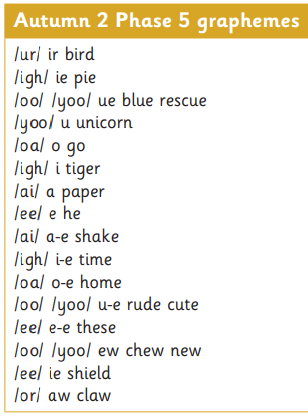 Autumn 2 Phase 5 graphemes
/ur/ ir bird
/igh/ ie pie
/oo/ /yoo/ ue blue rescue
/yoo/ u unicorn
/oa/ o go
/igh/ i tiger
/ai/ a paper
/ee/ e he
/ai/ a-e shake
/igh/ i-e time
/oa/ o-e home
/oo/ /yoo/ u-e rude cute
/ee/ e-e these
/oo/ /yoo/ ew chew new
/ee/ ie shield
/or/ aw claw